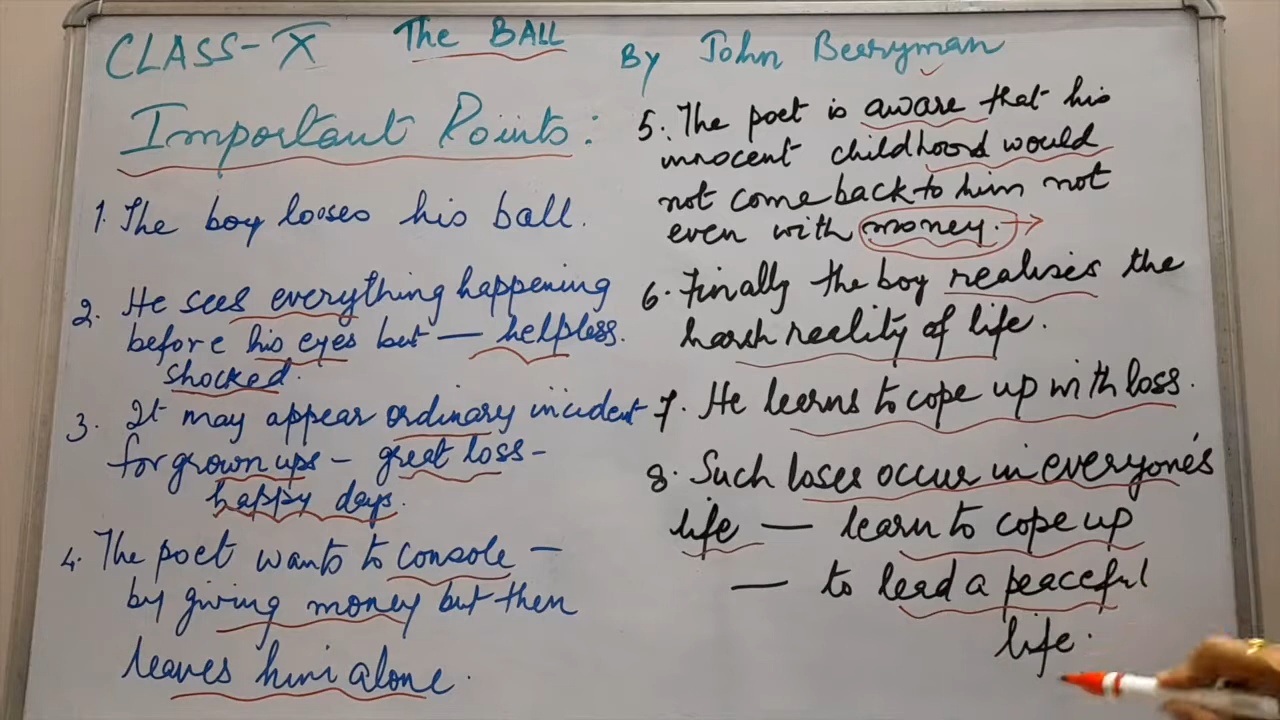 CLASS-X The BALL By John Berryman
Important Points:
1. The boy looses his ball.
2. He sees everything happening
before his eyes but — helpless.
shocked.
3. It may appear ordinary incident
for grown ups - great loss -
happy days.
4. The poet wants to console -
by giving money but then
leaves him alone.
5. The poet is aware that his
innocent childhood would
not come back to him not
even with money. →
6. Finally the boy realises the
harsh reality of life.
7. He learns to cope up with loss.
8. Such loses occur in everyone's
life — learn to cope up
— to lead a peaceful
life.